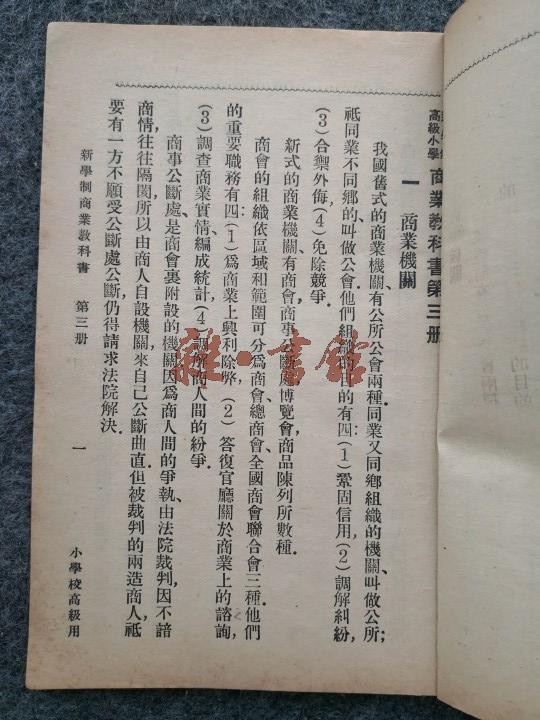 高級小學 商業教科書第三册
一 商業機關
我國舊式的商業機關、有公所公會兩種.同業又同鄉組織的機關、叫做公所;
祇同業不同鄉的、叫做公會.他們組織的目的有四:(1)鞏固信用,(2)調解糾紛,
(3)合禦外侮,(4)免除競爭.
新式的商業機關、有商會,商事公斷處,博覽會,商品陳列所數種.
商會的組織依區域和範圍可分爲商會、總商會、全國商會聯合會三種.他們
的重要職務有四:(1)爲商業上興利除弊,(2)答復官廳關於商業上的諮詢,
(3)調查商業實情、編成統計,(4)調解商人間的紛爭.
商事公斷處、是商會裏附設的機關.因爲商人間的爭執、由法院裁判、因不諳
商情、往往隔閡.所以由商人自設機關、來自己公斷曲直.但被裁判的兩造商人、祇
要有一方不願受公斷處公斷、仍得請求法院解決.
新學制商業教科書 第三册
一
小學校高級用
雜·書館